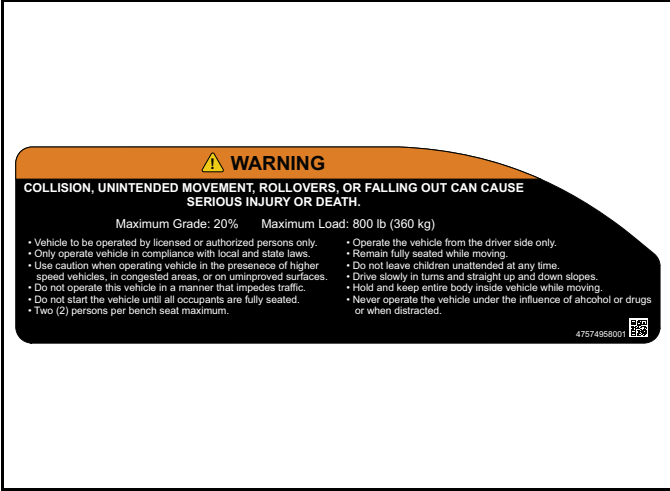 WARNING
COLLISION, UNINTENDED MOVEMENT, ROLLOVERS, OR FALLING OUT CAN CAUSE
SERIOUS INJURY OR DEATH.
Maximum Grade: 20% Maximum Load: 800 lb (360 kg)
• Vehicle to be operated by licensed or authorized persons only.
• Only operate vehicle in compliance with local and state laws.
• Use caution when operating vehicle in the presenece of higher
speed vehicles, in congested areas, or on uminproved surfaces.
• Do not operate this vehicle in a manner that impedes traffic.
• Do not start the vehicle until all occupants are fully seated.
• Two (2) persons per bench seat maximum.
• Operate the vehicle from the driver side only.
• Remain fully seated while moving.
• Do not leave children unattended at any time.
• Drive slowly in turns and straight up and down slopes.
• Hold and keep entire body inside vehicle while moving.
• Never operate the vehicle under the influence of ahcohol or drugs
or when distracted.
47574958001